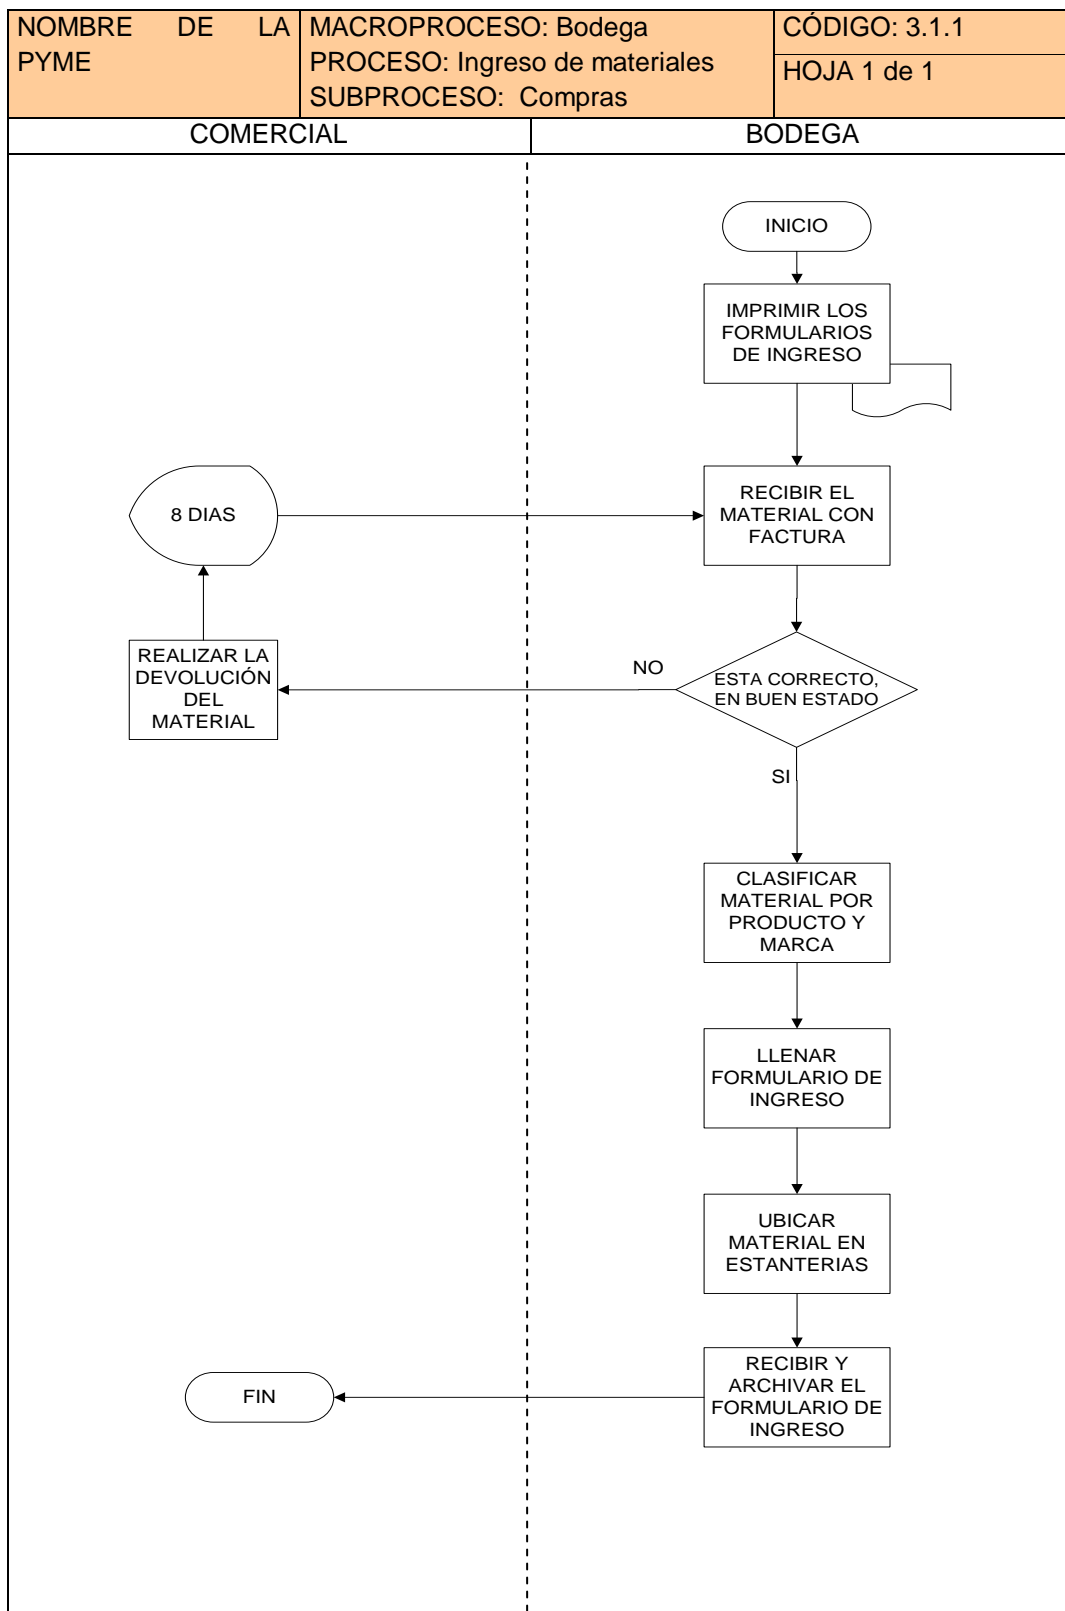 NOMBRE DE LA
PYME
MACROPROCESO: Bodega
PROCESO: Ingreso de materiales
SUBPROCESO: Compras
CÓDIGO: 3.1.1
HOJA 1 de 1
COMERCIAL
BODEGA
INICIO
IMPRIMIR LOS
FORMULARIOS
DE INGRESO
8 DIAS
RECIBIR EL
MATERIAL CON
FACTURA
REALIZAR LA
DEVOLUCIÓN
DEL
MATERIAL
NO
ESTA CORRECTO,
EN BUEN ESTADO
SI
CLASIFICAR
MATERIAL POR
PRODUCTO Y
MARCA
LLENAR
FORMULARIO DE
INGRESO
UBICAR
MATERIAL EN
ESTANTERIAS
RECIBIR Y
ARCHIVAR EL
FORMULARIO DE
INGRESO
FIN